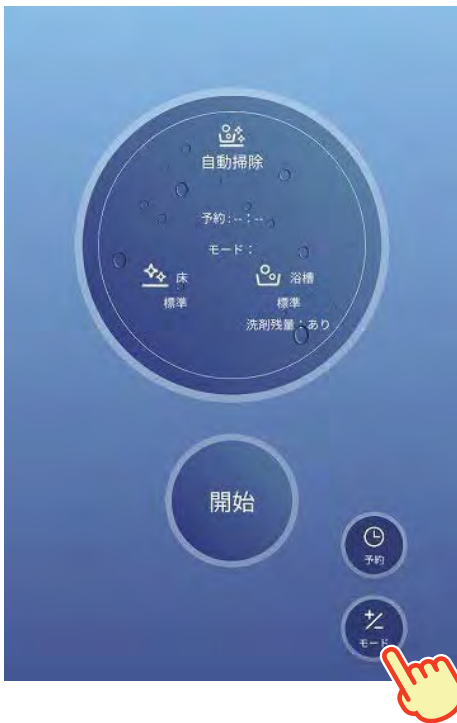 自動掃除
予約:--:--
モード:
床
浴槽
標準
標準
洗剤残量:あり
開始
予約
モード